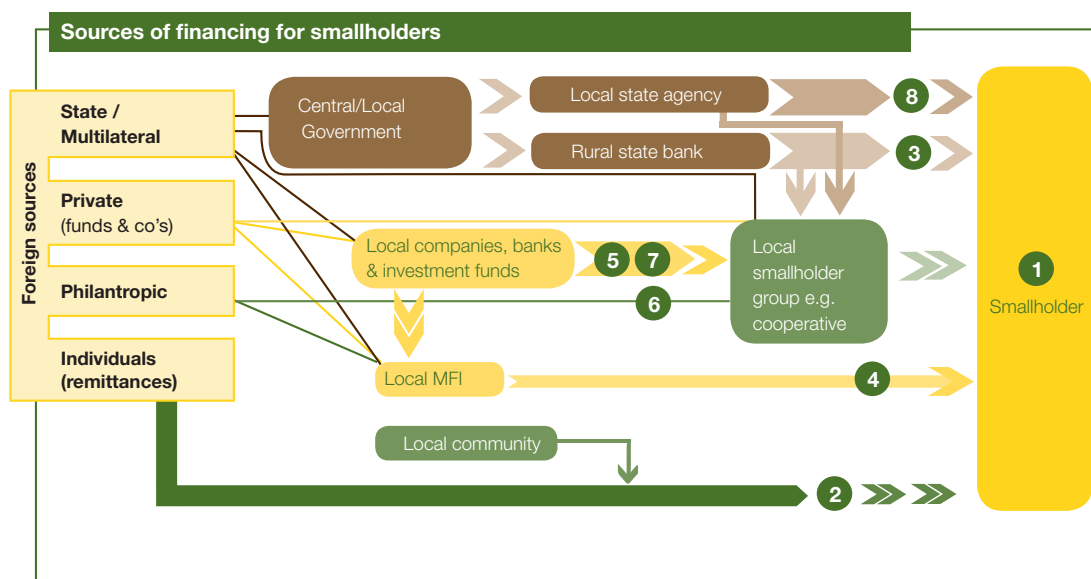 Sources of financing for smallholders
Foreign sources
State /
Multilateral
Private
(funds & co's)
Philantropic
Individuals
(remittances)
Central/Local
Government
Local state agency
8
Rural state bank
3
Local companies, banks
& investment funds
5
7
6
Local
smallholder
group e.g.
cooperative
1
Smallholder
Local MFI
4
Local community
2